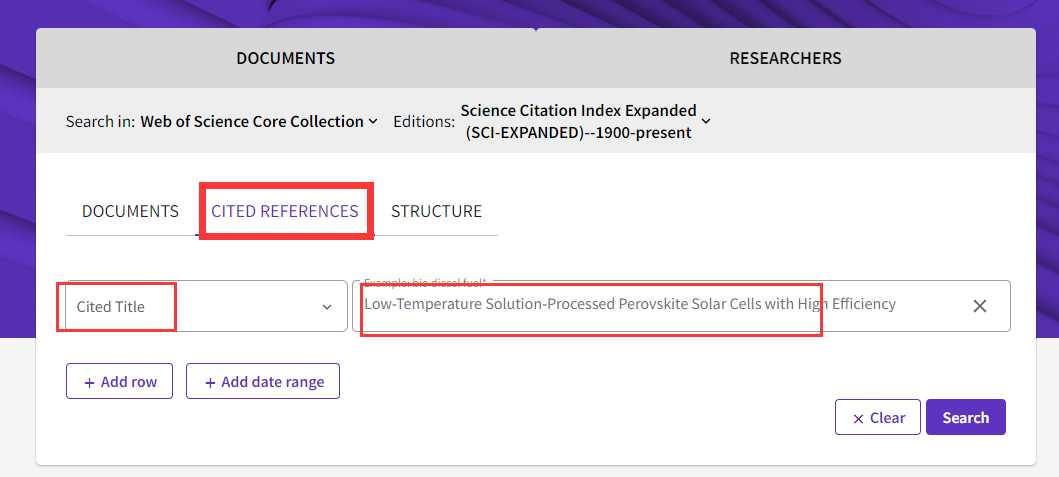 DOCUMENTS
RESEARCHERS
Search in: Web of Science Core Collection
Editions: Science Citation Index Expanded
(SCI-EXPANDED)--1900-present
DOCUMENTS
CITED REFERENCES
STRUCTURE
Cited Title
Example: bio diesel fuel*
Low-Temperature Solution-Processed Perovskite Solar Cells with High Efficiency
+ Add row
+ Add date range
× Clear
Search